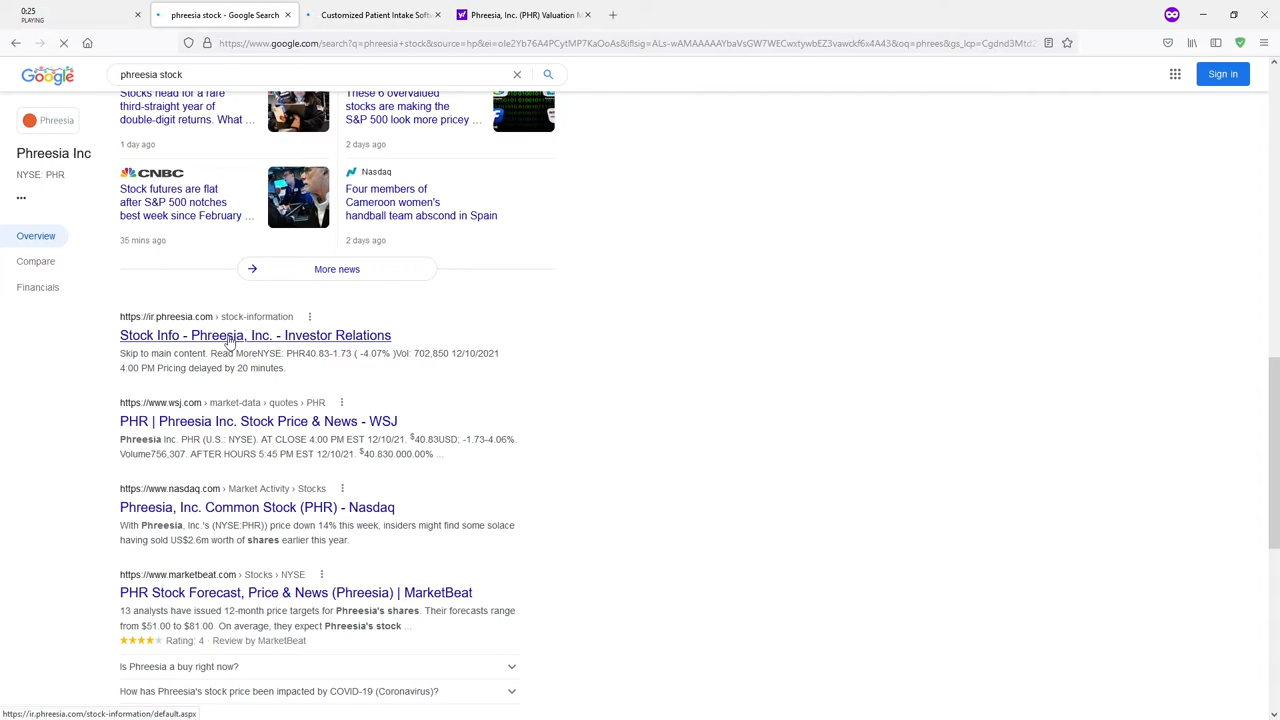 0:25
PLAYING
phreesia stock - Google Search
Customized Patient Intake Soft
Phreesia, Inc. (PHR) Valuation M
https://www.google.com/search?q=phreesia+stock&source=hp&ei=ole2Yb76A4PCytMP7KaOoAs&iflsig=ALs-wAMAAAAAYbaVsGW7WECwxtywbEZ3vawckf6x4A43&oq=phrees&gs_lcp=Cgdnd3Mtd2
Google
phreesia stock
Sign in
Phreesia
Phreesia Inc
NYSE: PHR
Overview
Compare
Financials
Stocks head for a rare
third-straight year of
double-digit returns. What ...
1 day ago
These 6 overvalued
stocks are making the
S&P 500 look more pricey ...
2 days ago
CNBC
Stock futures are flat
after S&P 500 notches
best week since February ...
35 mins ago
Nasdaq
Four members of
Cameroon women's
handball team abscond in Spain
2 days ago
More news
https://ir.phreesia.com › stock-information
Stock Info - Phreesia, Inc. - Investor Relations
Skip to main content. Read MoreNYSE: PHR40.83-1.73 ( -4.07% )Vol: 702,850 12/10/2021
4:00 PM Pricing delayed by 20 minutes.
https://www.wsj.com › market-data › quotes › PHR
PHR | Phreesia Inc. Stock Price & News - WSJ
Phreesia Inc. PHR (U.S.: NYSE). AT CLOSE 4:00 PM EST 12/10/21. $40.83USD; -1.73-4.06%.
Volume756,307. AFTER HOURS 5:45 PM EST 12/10/21. $40.830.000.00% ...
https://www.nasdaq.com › Market Activity › Stocks
Phreesia, Inc. Common Stock (PHR) - Nasdaq
With Phreesia, Inc.'s (NYSE:PHR)) price down 14% this week, insiders might find some solace
having sold US$2.6m worth of shares earlier this year.
https://www.marketbeat.com › Stocks › NYSE
PHR Stock Forecast, Price & News (Phreesia) | MarketBeat
13 analysts have issued 12-month price targets for Phreesia's shares. Their forecasts range
from $51.00 to $81.00. On average, they expect Phreesia's stock ...
Rating: 4 · Review by MarketBeat
Is Phreesia a buy right now?
How has Phreesia's stock price been impacted by COVID-19 (Coronavirus)?
https://ir.phreesia.com/stock-information/default.aspx